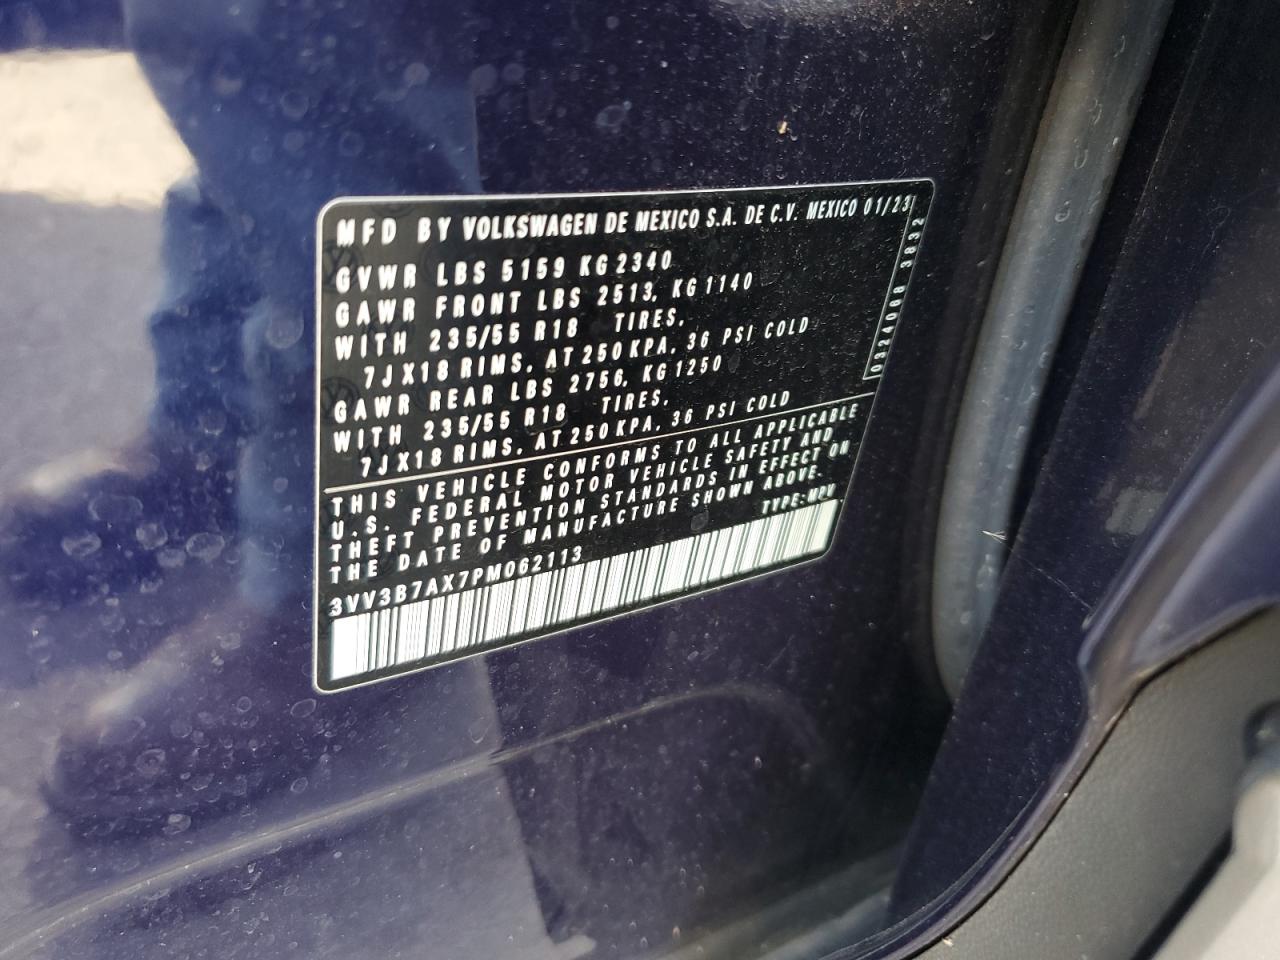 MFD BY VOLKSWAGEN DE MEXICO S.A. DE C.V. MEXICO 01/23
GVWR LBS 5159 KG 2340
GAWR FRONT LBS 2513, KG 1140
WITH 235/55 R18 TIRES,
7JX18 RIMS, AT 250 KPA, 36 PSI COLD
GAWR REAR LBS 2756, KG 1250
WITH 235/55 R18 TIRES,
7JX18 RIMS, AT 250 KPA, 36 PSI COLD
0324068 3832
THIS VEHICLE CONFORMS TO ALL APPLICABLE
U.S. FEDERAL MOTOR VEHICLE SAFETY AND
THEFT PREVENTION STANDARDS IN EFFECT ON
THE DATE OF MANUFACTURE SHOWN ABOVE.
3VV3B7AX7PM062113 TYPE: MPV